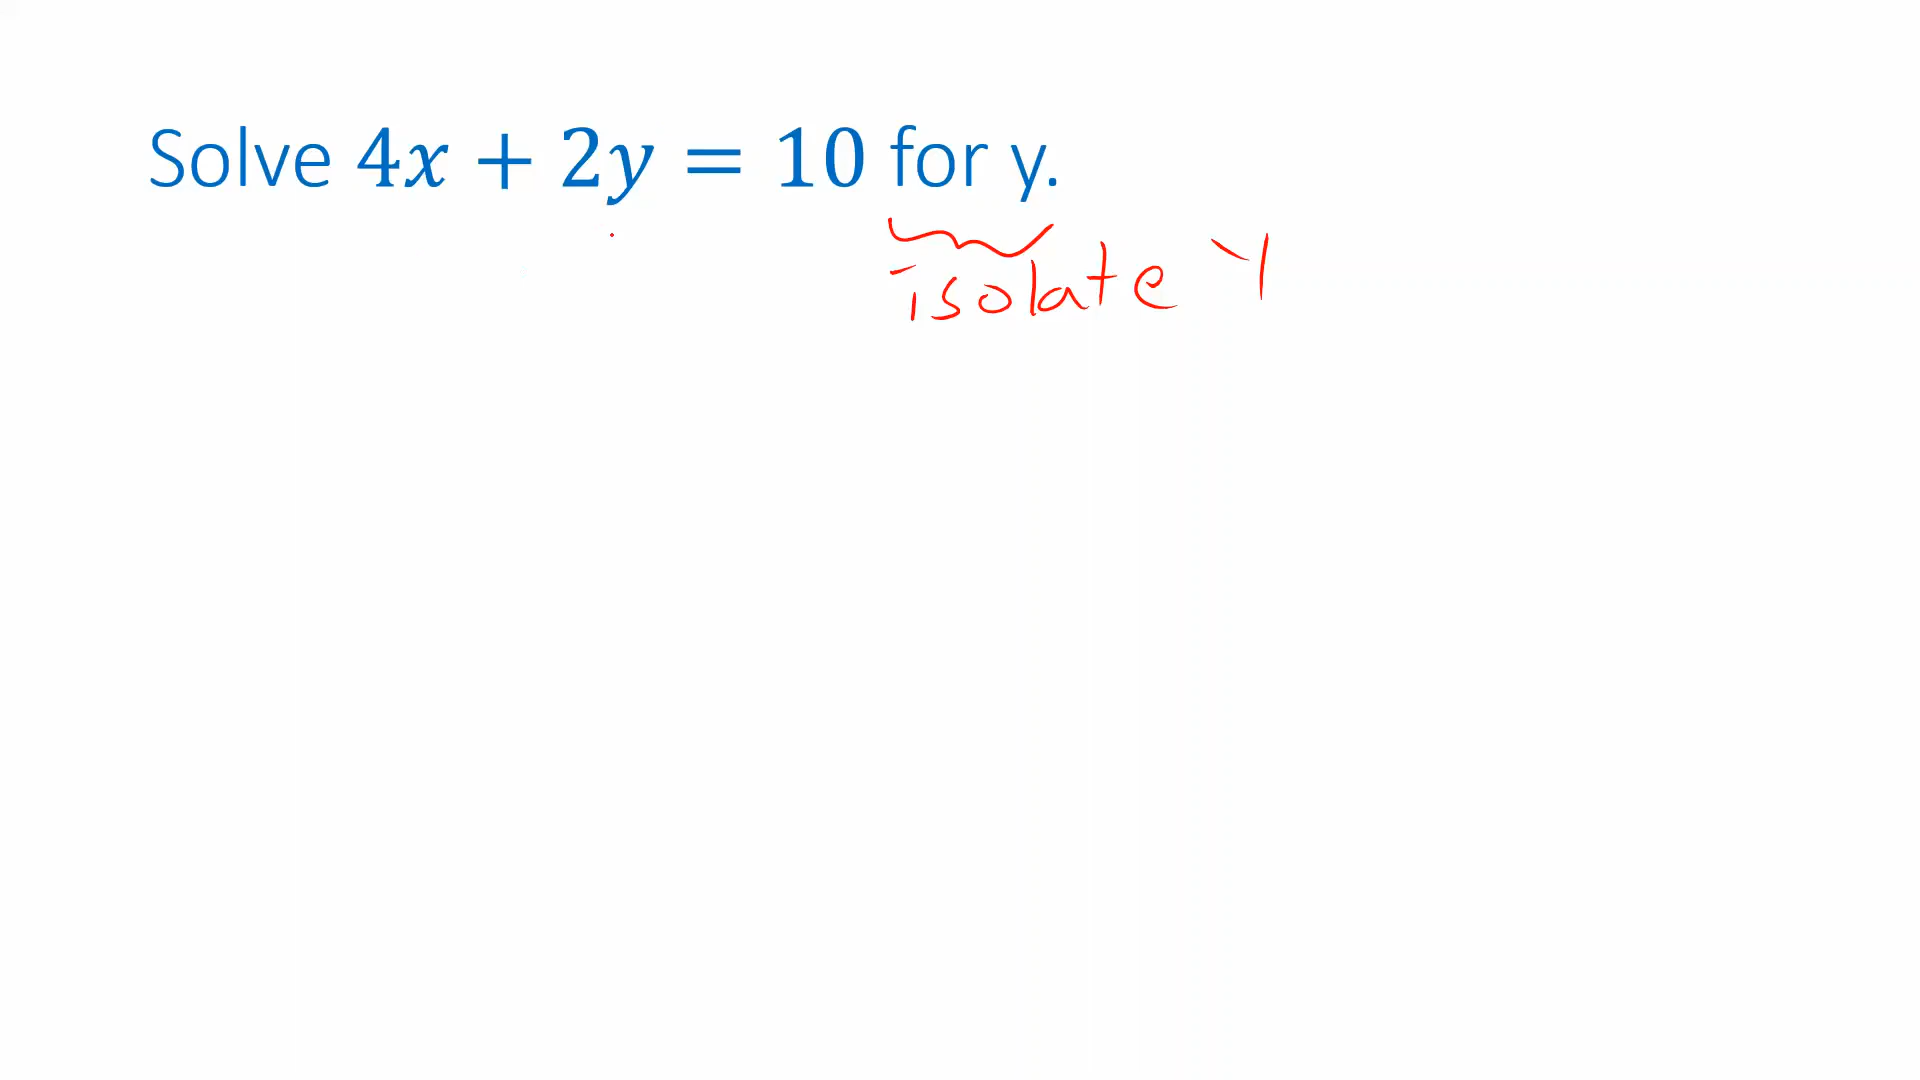 Solve 4x + 2y = 10 for y.
isolate y